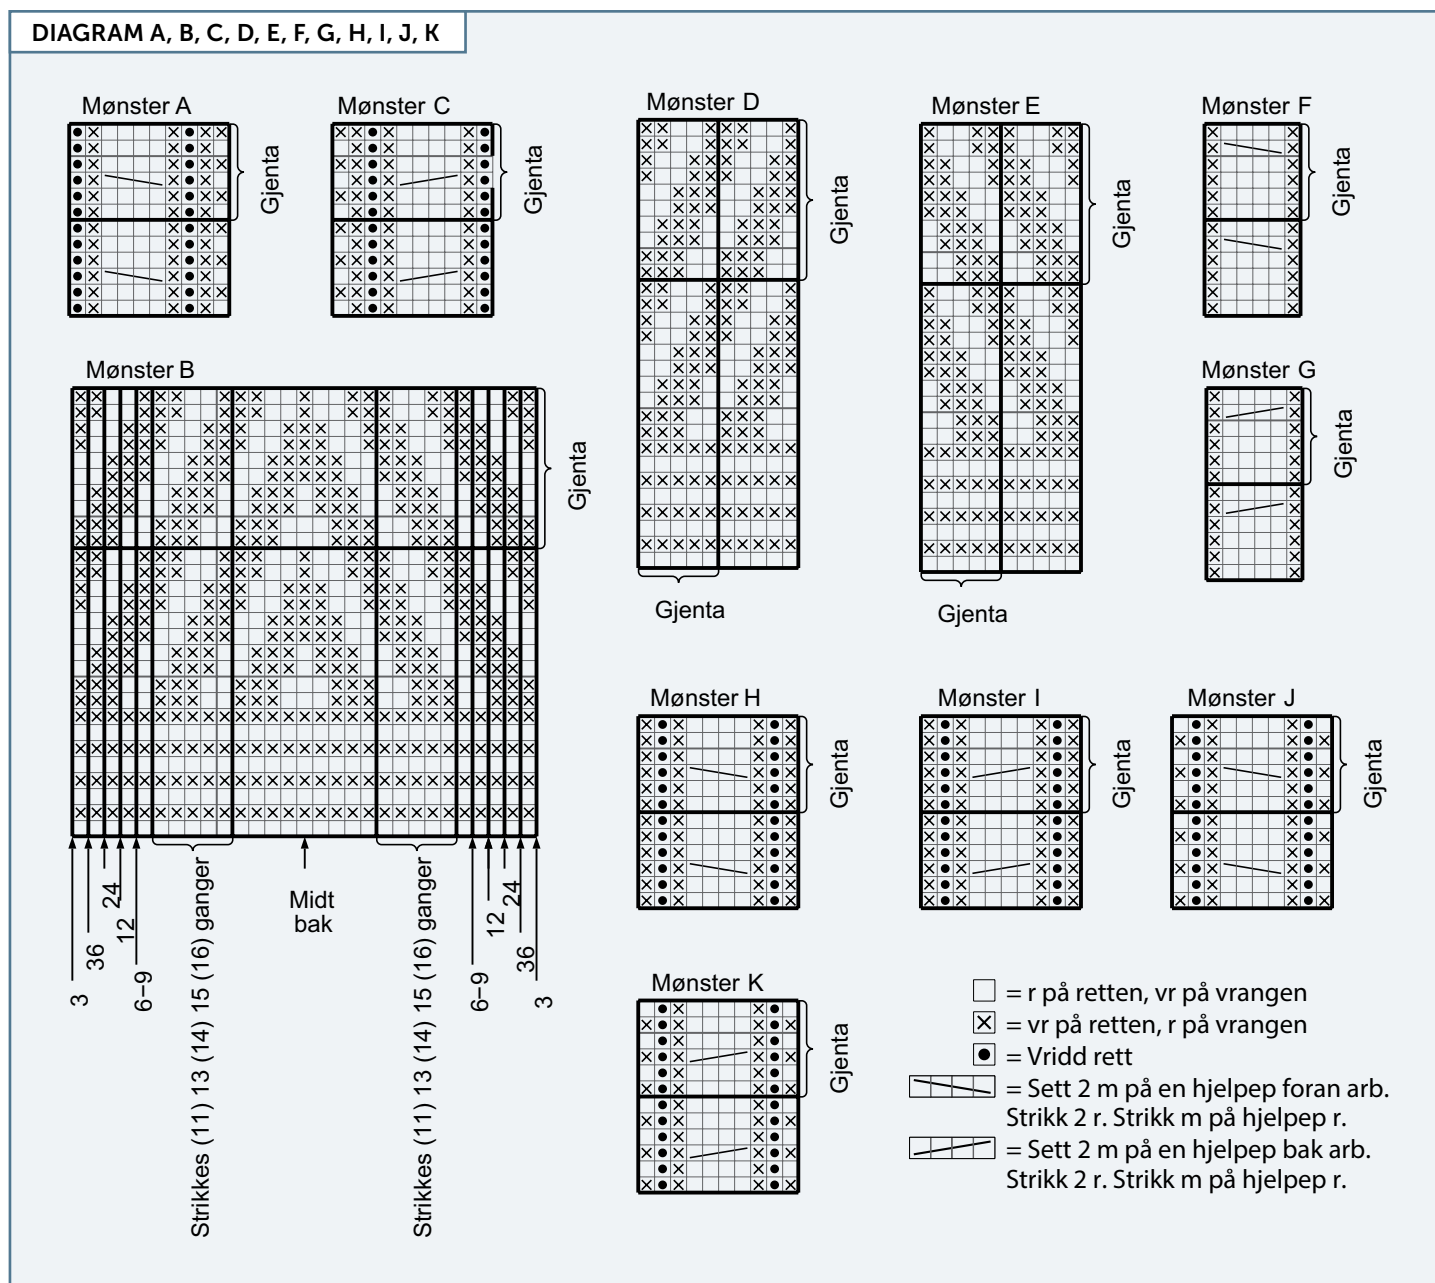 DIAGRAM A, B, C, D, E, F, G, H, I, J, K
Mønster A
Gjenta
Mønster C
Gjenta
Mønster D
Gjenta
Gjenta
Mønster E
Gjenta
Gjenta
Mønster F
Gjenta
Mønster G
Gjenta
Mønster B
Gjenta
3
36
24
12
6–9
Strikkes (11) 13 (14) 15 (16) ganger
Midt
bak
Strikkes (11) 13 (14) 15 (16) ganger
6–9
12
24
36
3
Mønster H
Gjenta
Mønster I
Gjenta
Mønster J
Gjenta
Mønster K
Gjenta
= r på retten, vr på vrangen
= vr på retten, r på vrangen
= Vridd rett
= Sett 2 m på en hjelpep foran arb.
Strikk 2 r. Strikk m på hjelpep r.
= Sett 2 m på en hjelpep bak arb.
Strikk 2 r. Strikk m på hjelpep r.